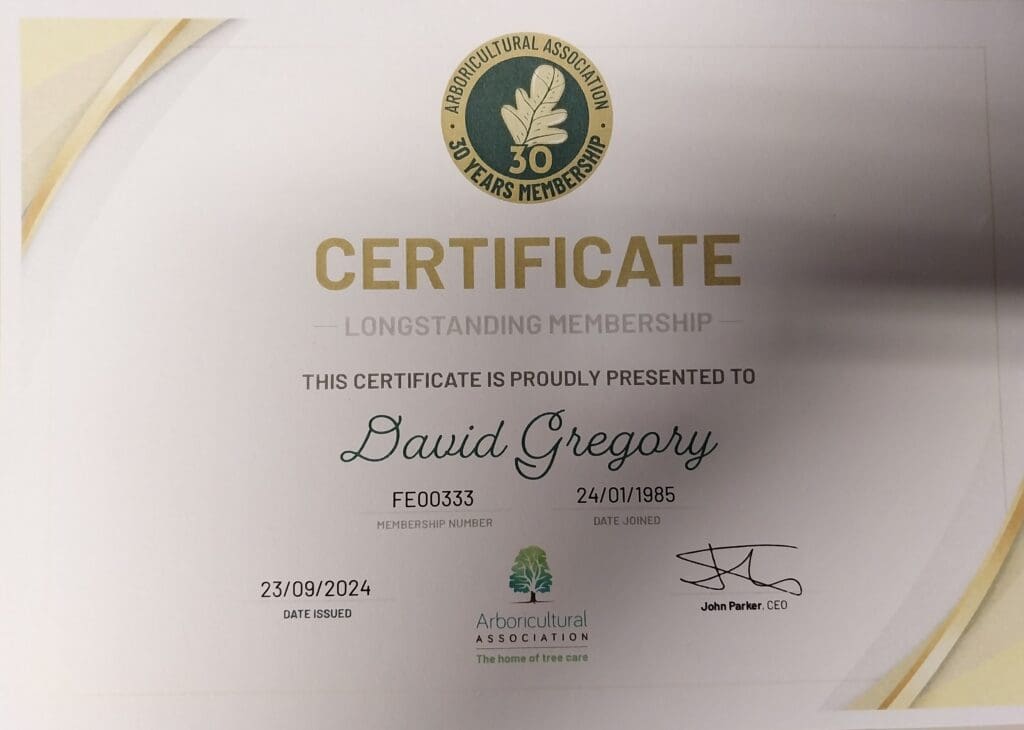 ARBORICULTURAL ASSOCIATION
30
• 30 YEARS MEMBERSHIP •
CERTIFICATE
LONGSTANDING MEMBERSHIP
THIS CERTIFICATE IS PROUDLY PRESENTED TO
David Gregory
FE00333 24/01/1985
MEMBERSHIP NUMBER DATE JOINED
23/09/2024
DATE ISSUED
John Parker, CEO
Arboricultural
ASSOCIATION
The home of tree care